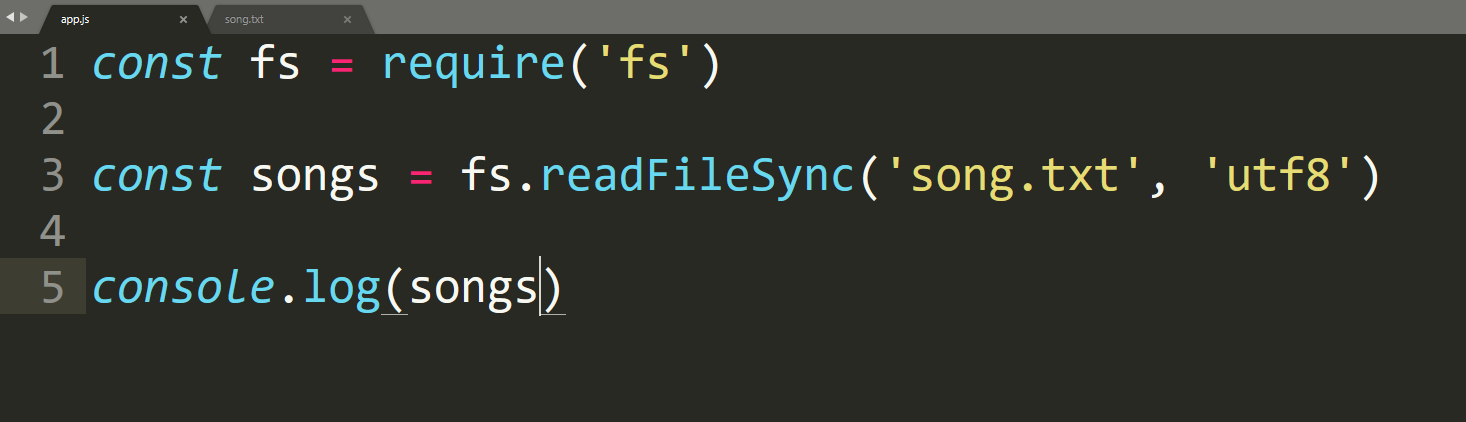 app.js × song.txt ×
1 const fs = require('fs')
2
3 const songs = fs.readFileSync('song.txt', 'utf8')
4
5 console.log(songs)